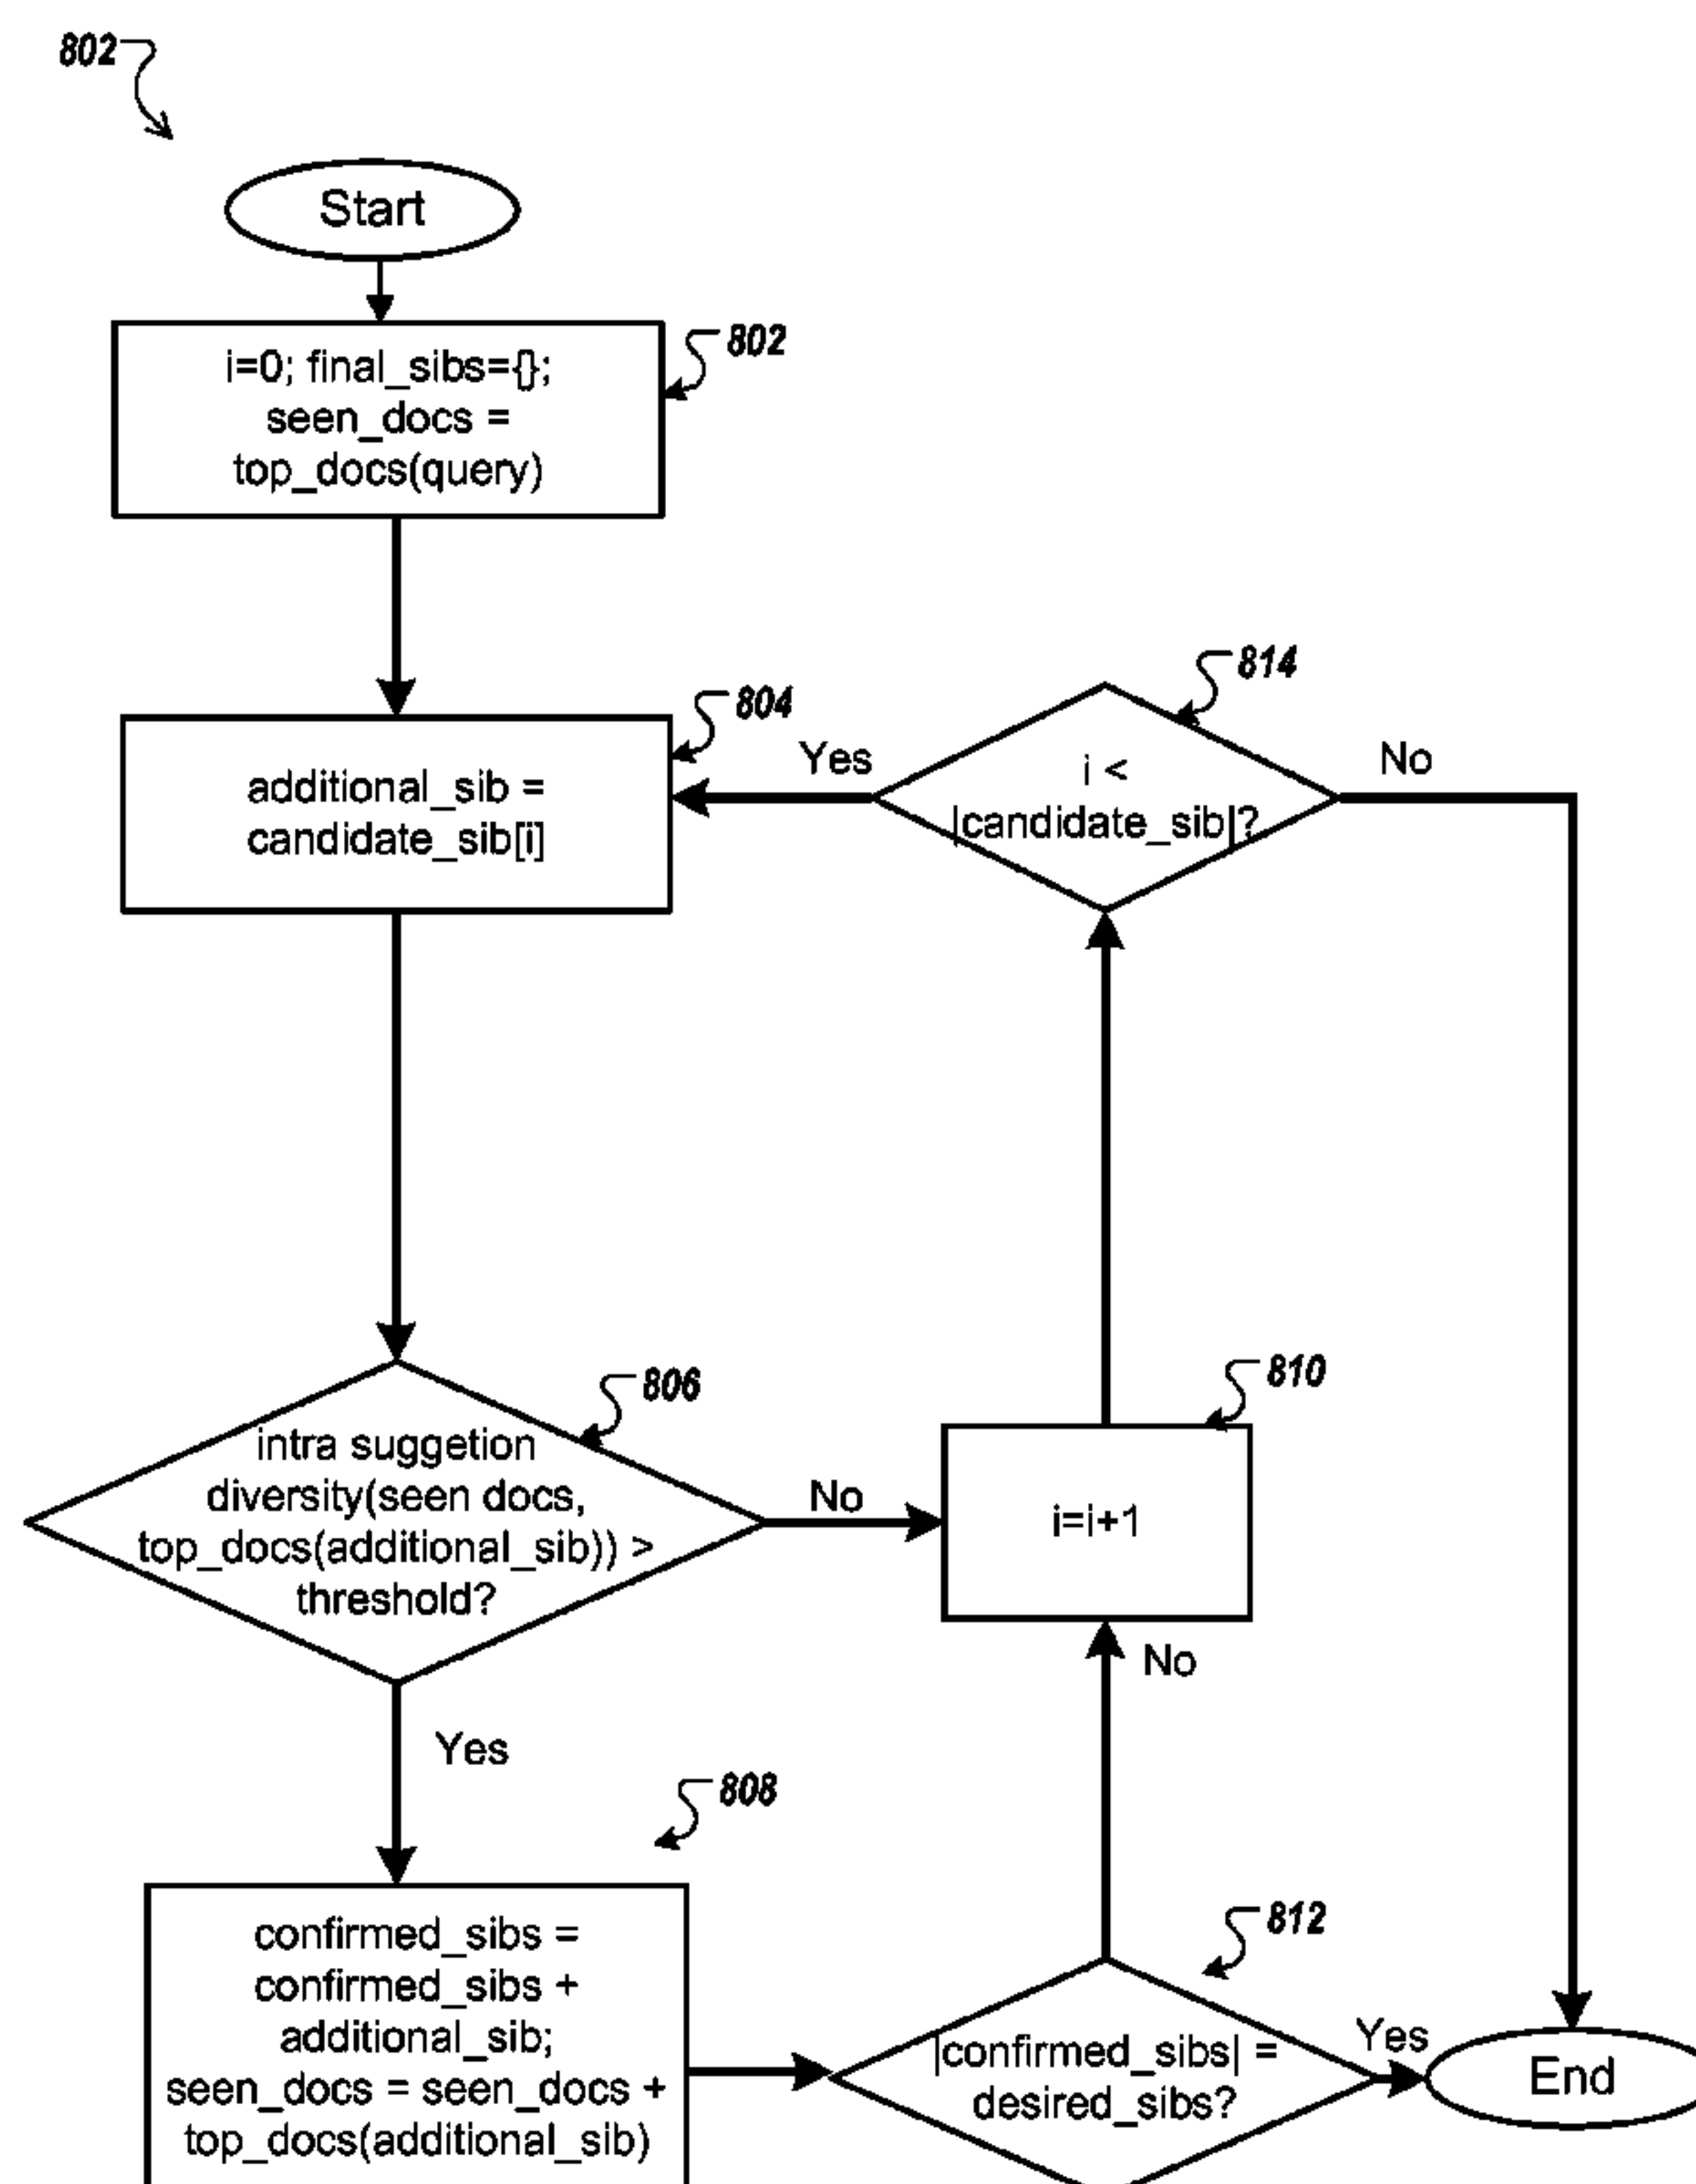 802
Start
i=0; final_sibs={};
seen_docs =
top_docs(query)
802
additional_sib =
candidate_sib[i]
804
i <
|candidate_sib|?
814
Yes
No
intra suggetion
diversity(seen docs,
top_docs(additional_sib)) >
threshold?
806
No
i=i+1
810
Yes
No
confirmed_sibs =
confirmed_sibs +
additional_sib;
seen_docs = seen_docs +
top_docs(additional_sib)
808
|confirmed_sibs| =
desired_sibs?
812
Yes
End